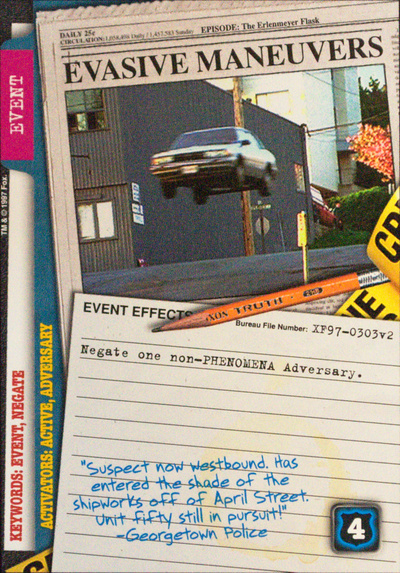 DAILY 25¢
EPISODE: The Erlenmeyer Flask
CIRCULATION: 1,058,496 Daily / 1,457,583 Sunday
EVASIVE MANEUVERS
EVENT
TM & © 1997 Fox.
EVENT EFFECTS
TRUTH
Bureau File Number: XF97-0303v2
Negate one non-PHENOMENA Adversary.
KEYWORDS: EVENT, NEGATE
ACTIVATORS: ACTIVE, ADVERSARY
"Suspect now westbound. Has
entered the shade of the
shipworks off of April Street.
Unit fifty still in pursuit!"
-Georgetown Police
4